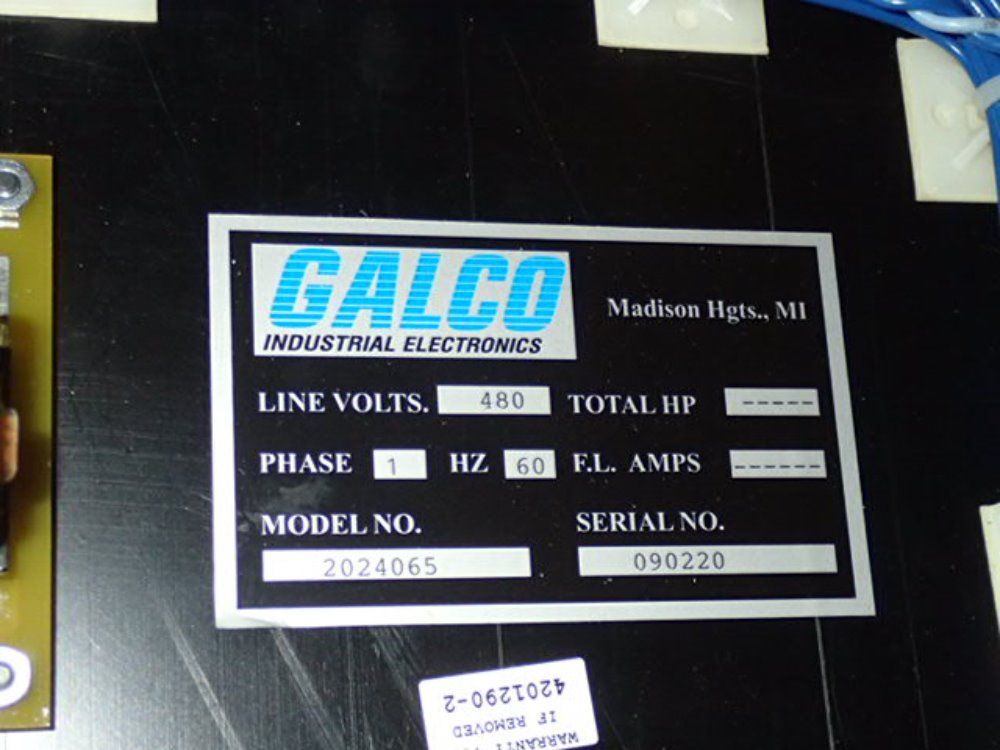 GALCO
INDUSTRIAL ELECTRONICS
Madison Hgts., MI
LINE VOLTS. 480 TOTAL HP -----
PHASE 1 HZ 60 F.L. AMPS ------
MODEL NO. SERIAL NO.
2024065 090220
WARRANTY
IF REMOVED
4201290-2